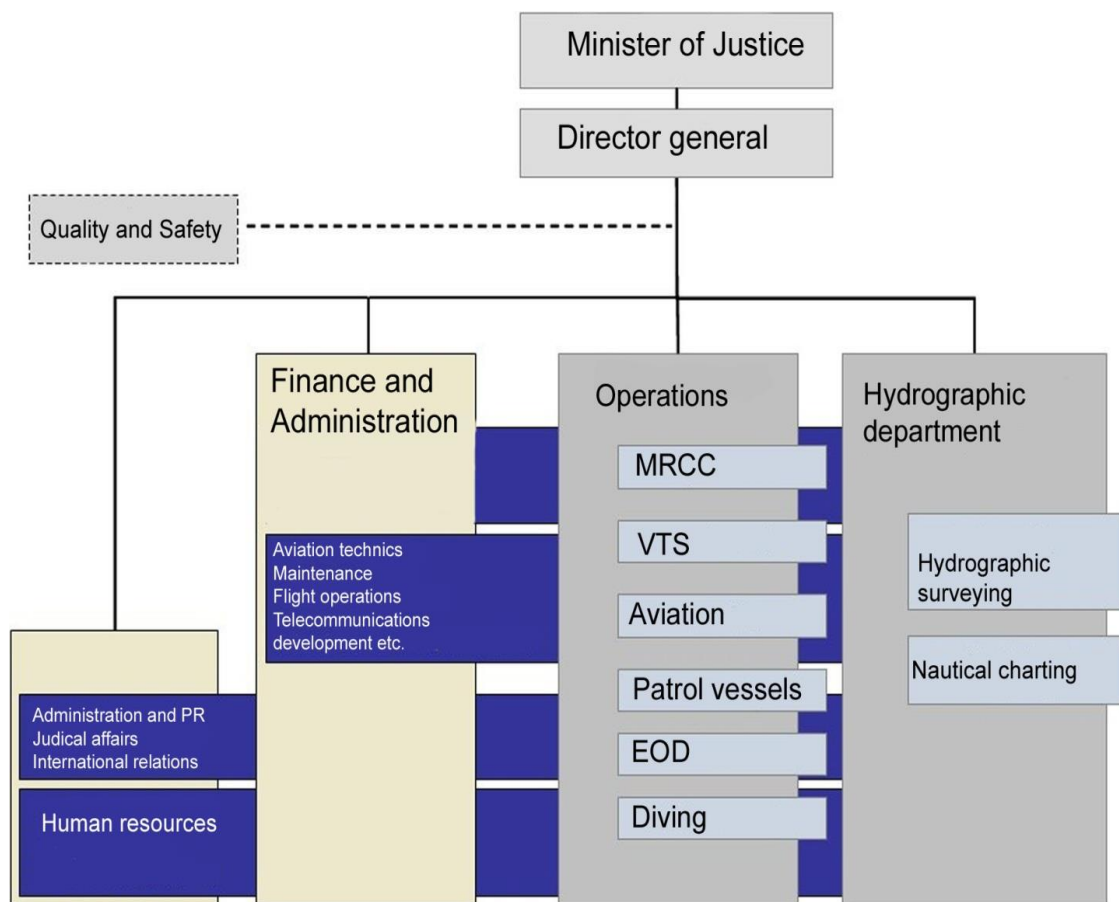 Minister of Justice
Director general
Quality and Safety
Finance and
Administration
Operations
Hydrographic
department
MRCC
VTS
Aviation
Patrol vessels
EOD
Diving
Hydrographic
surveying
Nautical charting
Aviation technics
Maintenance
Flight operations
Telecommunications
development etc.
Administration and PR
Judical affairs
International relations
Human resources